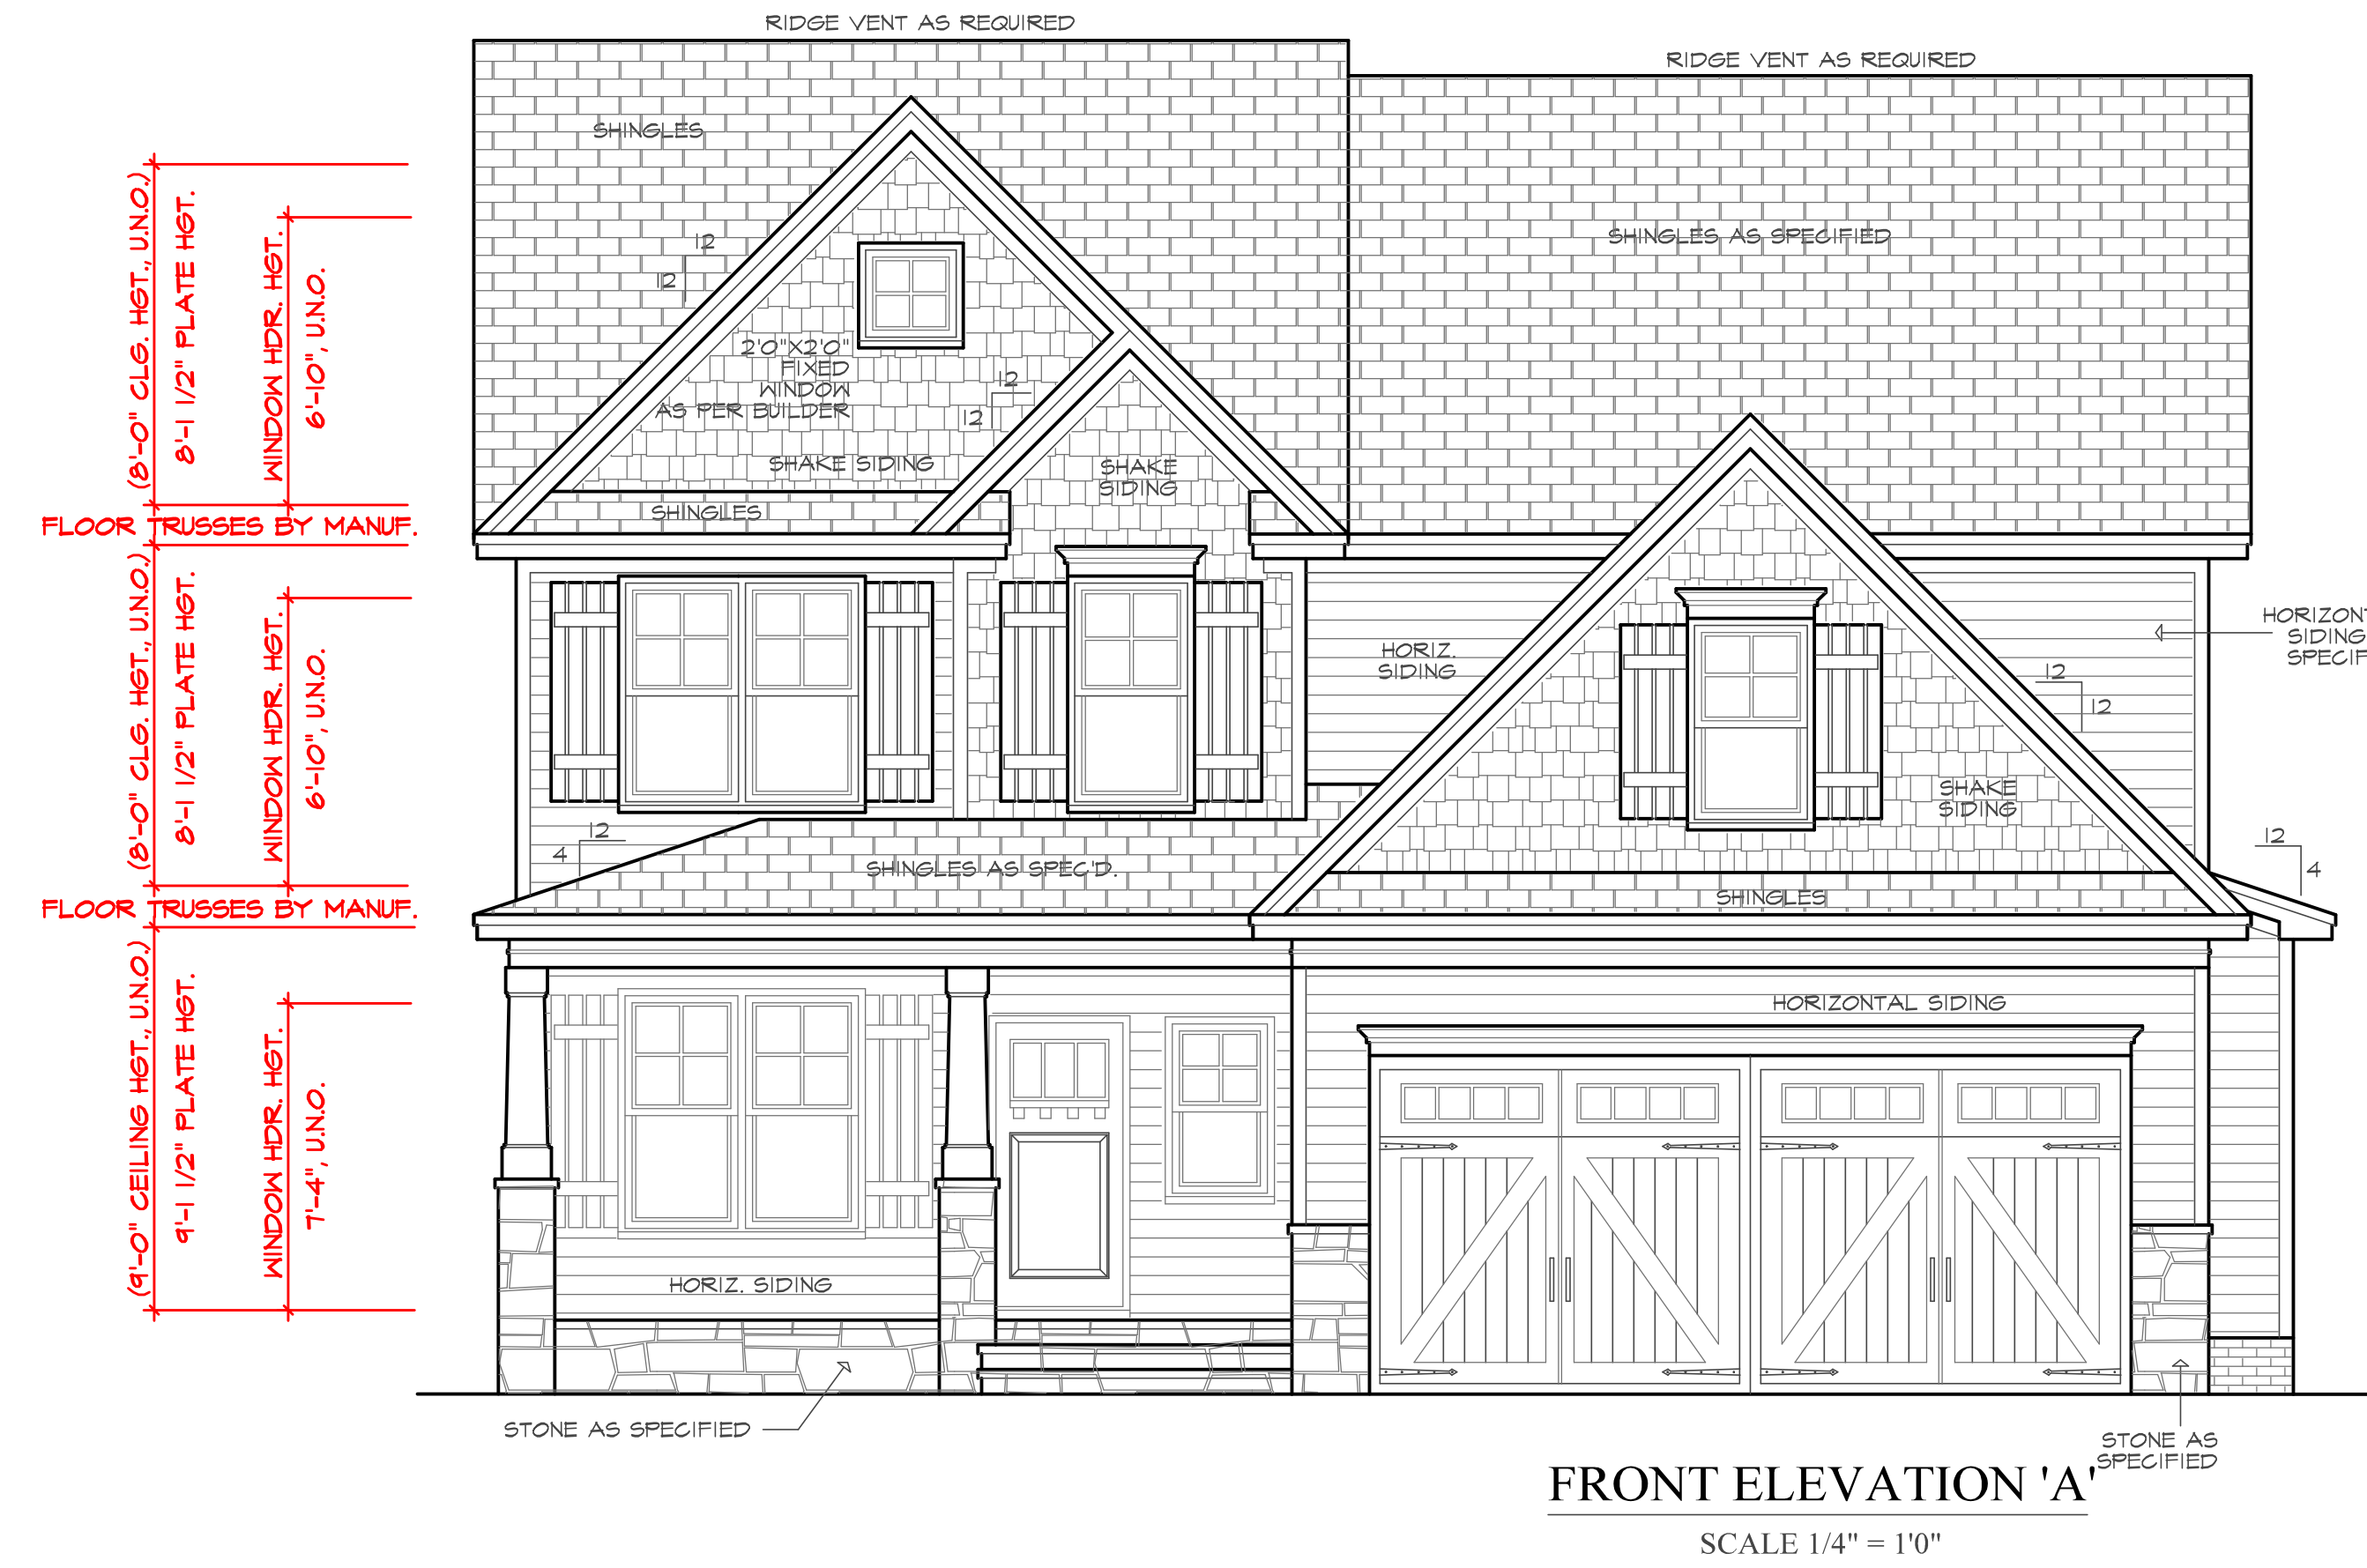 RIDGE VENT AS REQUIRED
RIDGE VENT AS REQUIRED
SHINGLES
SHINGLES AS SPECIFIED
12
12
2'0"X2'0"
FIXED
WINDOW
AS PER BUILDER
12
12
SHAKE SIDING
SHAKE
SIDING
SHINGLES
(8'-0" CLG. HGT., U.N.O.)
8'-1 1/2" PLATE HGT.
WINDOW HDR. HGT.
6'-10", U.N.O.
FLOOR TRUSSES BY MANUF.
(8'-0" CLG. HGT., U.N.O.)
8'-1 1/2" PLATE HGT.
WINDOW HDR. HGT.
6'-10", U.N.O.
FLOOR TRUSSES BY MANUF.
(9'-0" CEILING HGT., U.N.O.)
9'-1 1/2" PLATE HGT.
WINDOW HDR. HGT.
7'-4", U.N.O.
HORIZ.
SIDING
HORIZONT
SIDING
SPECIF
12
12
SHAKE
SIDING
12
4
SHINGLES AS SPEC'D.
SHINGLES
12
4
HORIZONTAL SIDING
HORIZ. SIDING
STONE AS SPECIFIED
STONE AS
SPECIFIED
FRONT ELEVATION 'A'
SCALE 1/4" = 1'0"